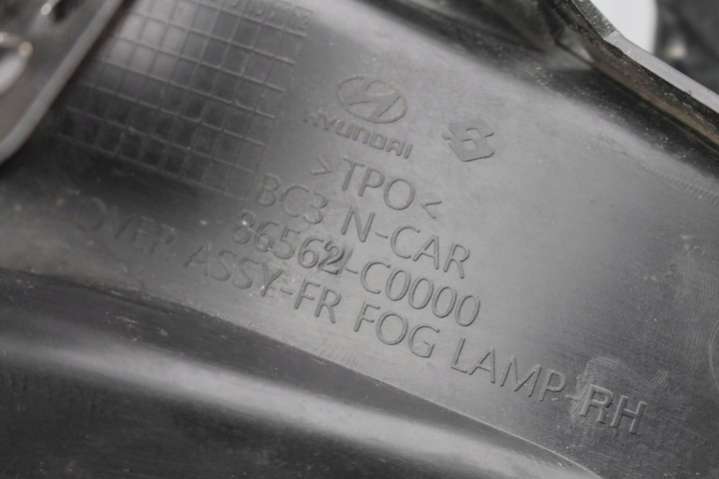 HYUNDAI
>TPO<
BC3 N-CAR
86562-C0000
COVER ASSY-FR FOG LAMP-RH